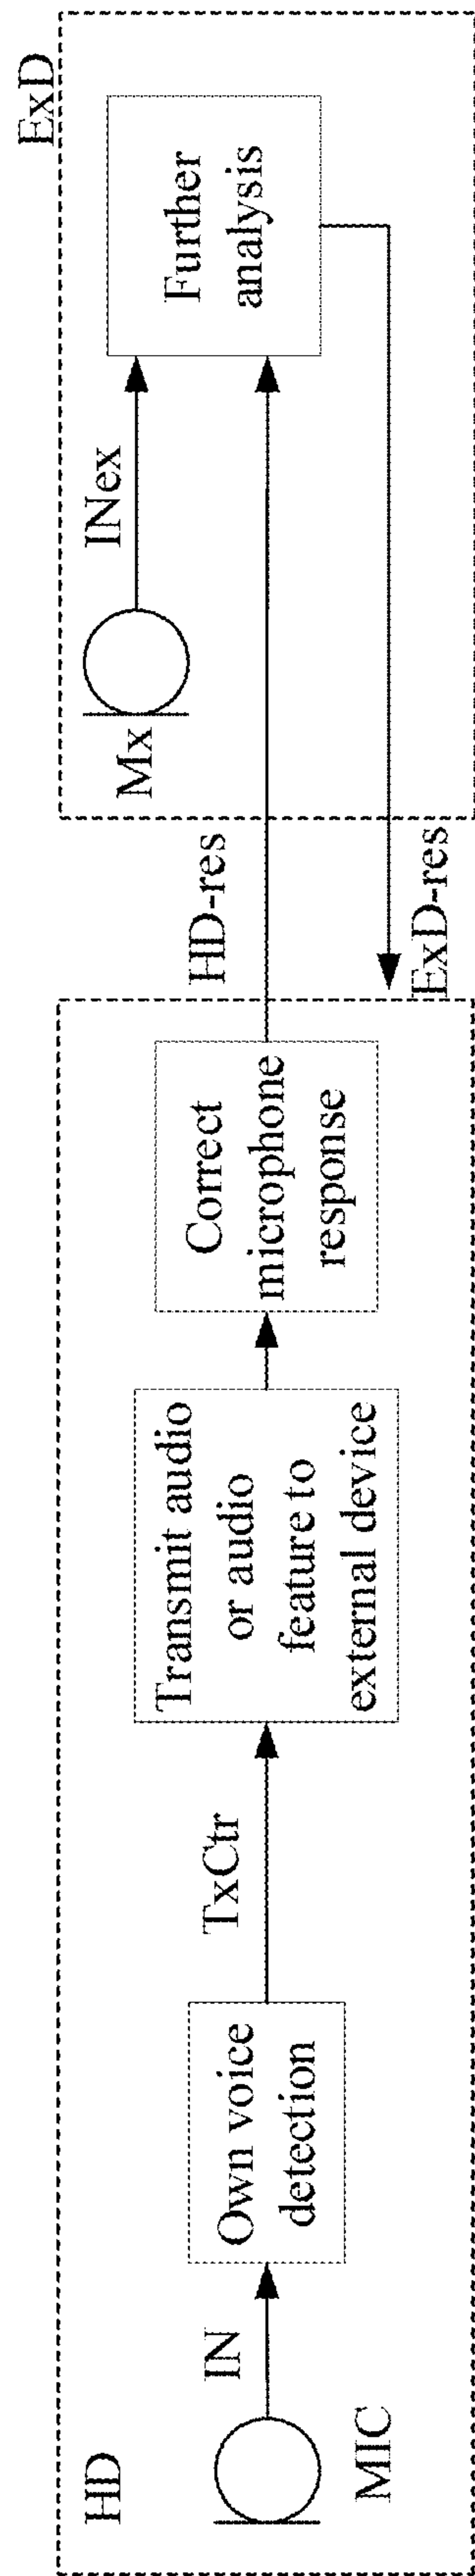 HD
MIC
IN
Own voice
detection
TxCtr
Transmit audio
or audio
feature to
external device
Correct
microphone
response
HD-res
ExD-res
ExD
Mx
INex
Further
analysis